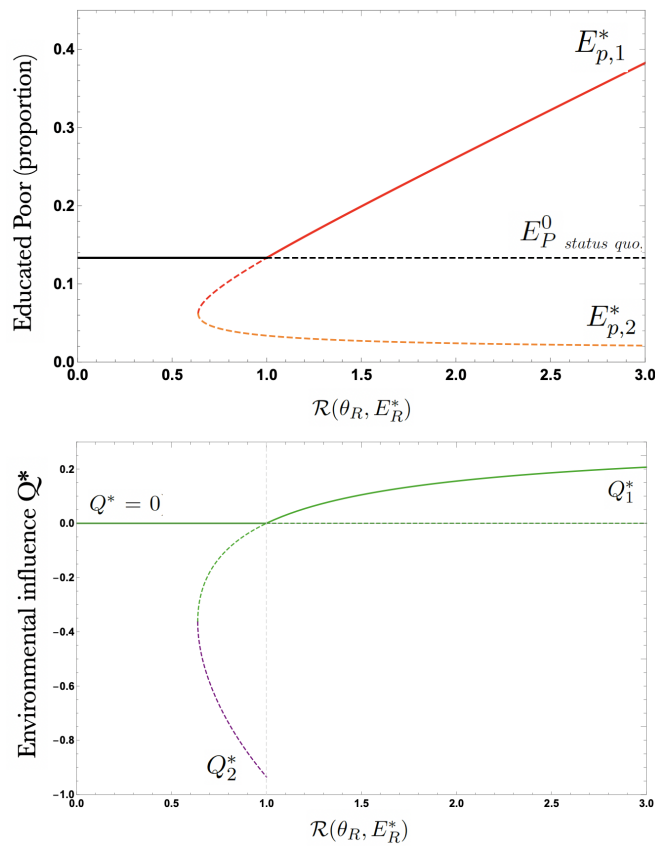 Educated Poor (proportion)
0.4
0.3
0.2
0.1
0.0
E*p,1
E0P status quo.
E*p,2
0.0 0.5 1.0 1.5 2.0 2.5 3.0
R(θR, E*R)
Environmental influence Q*
0.2
0.0
−0.2
−0.4
−0.6
−0.8
−1.0
Q* = 0
Q*1
Q*2
0.0 0.5 1.0 1.5 2.0 2.5 3.0
R(θR, E*R)